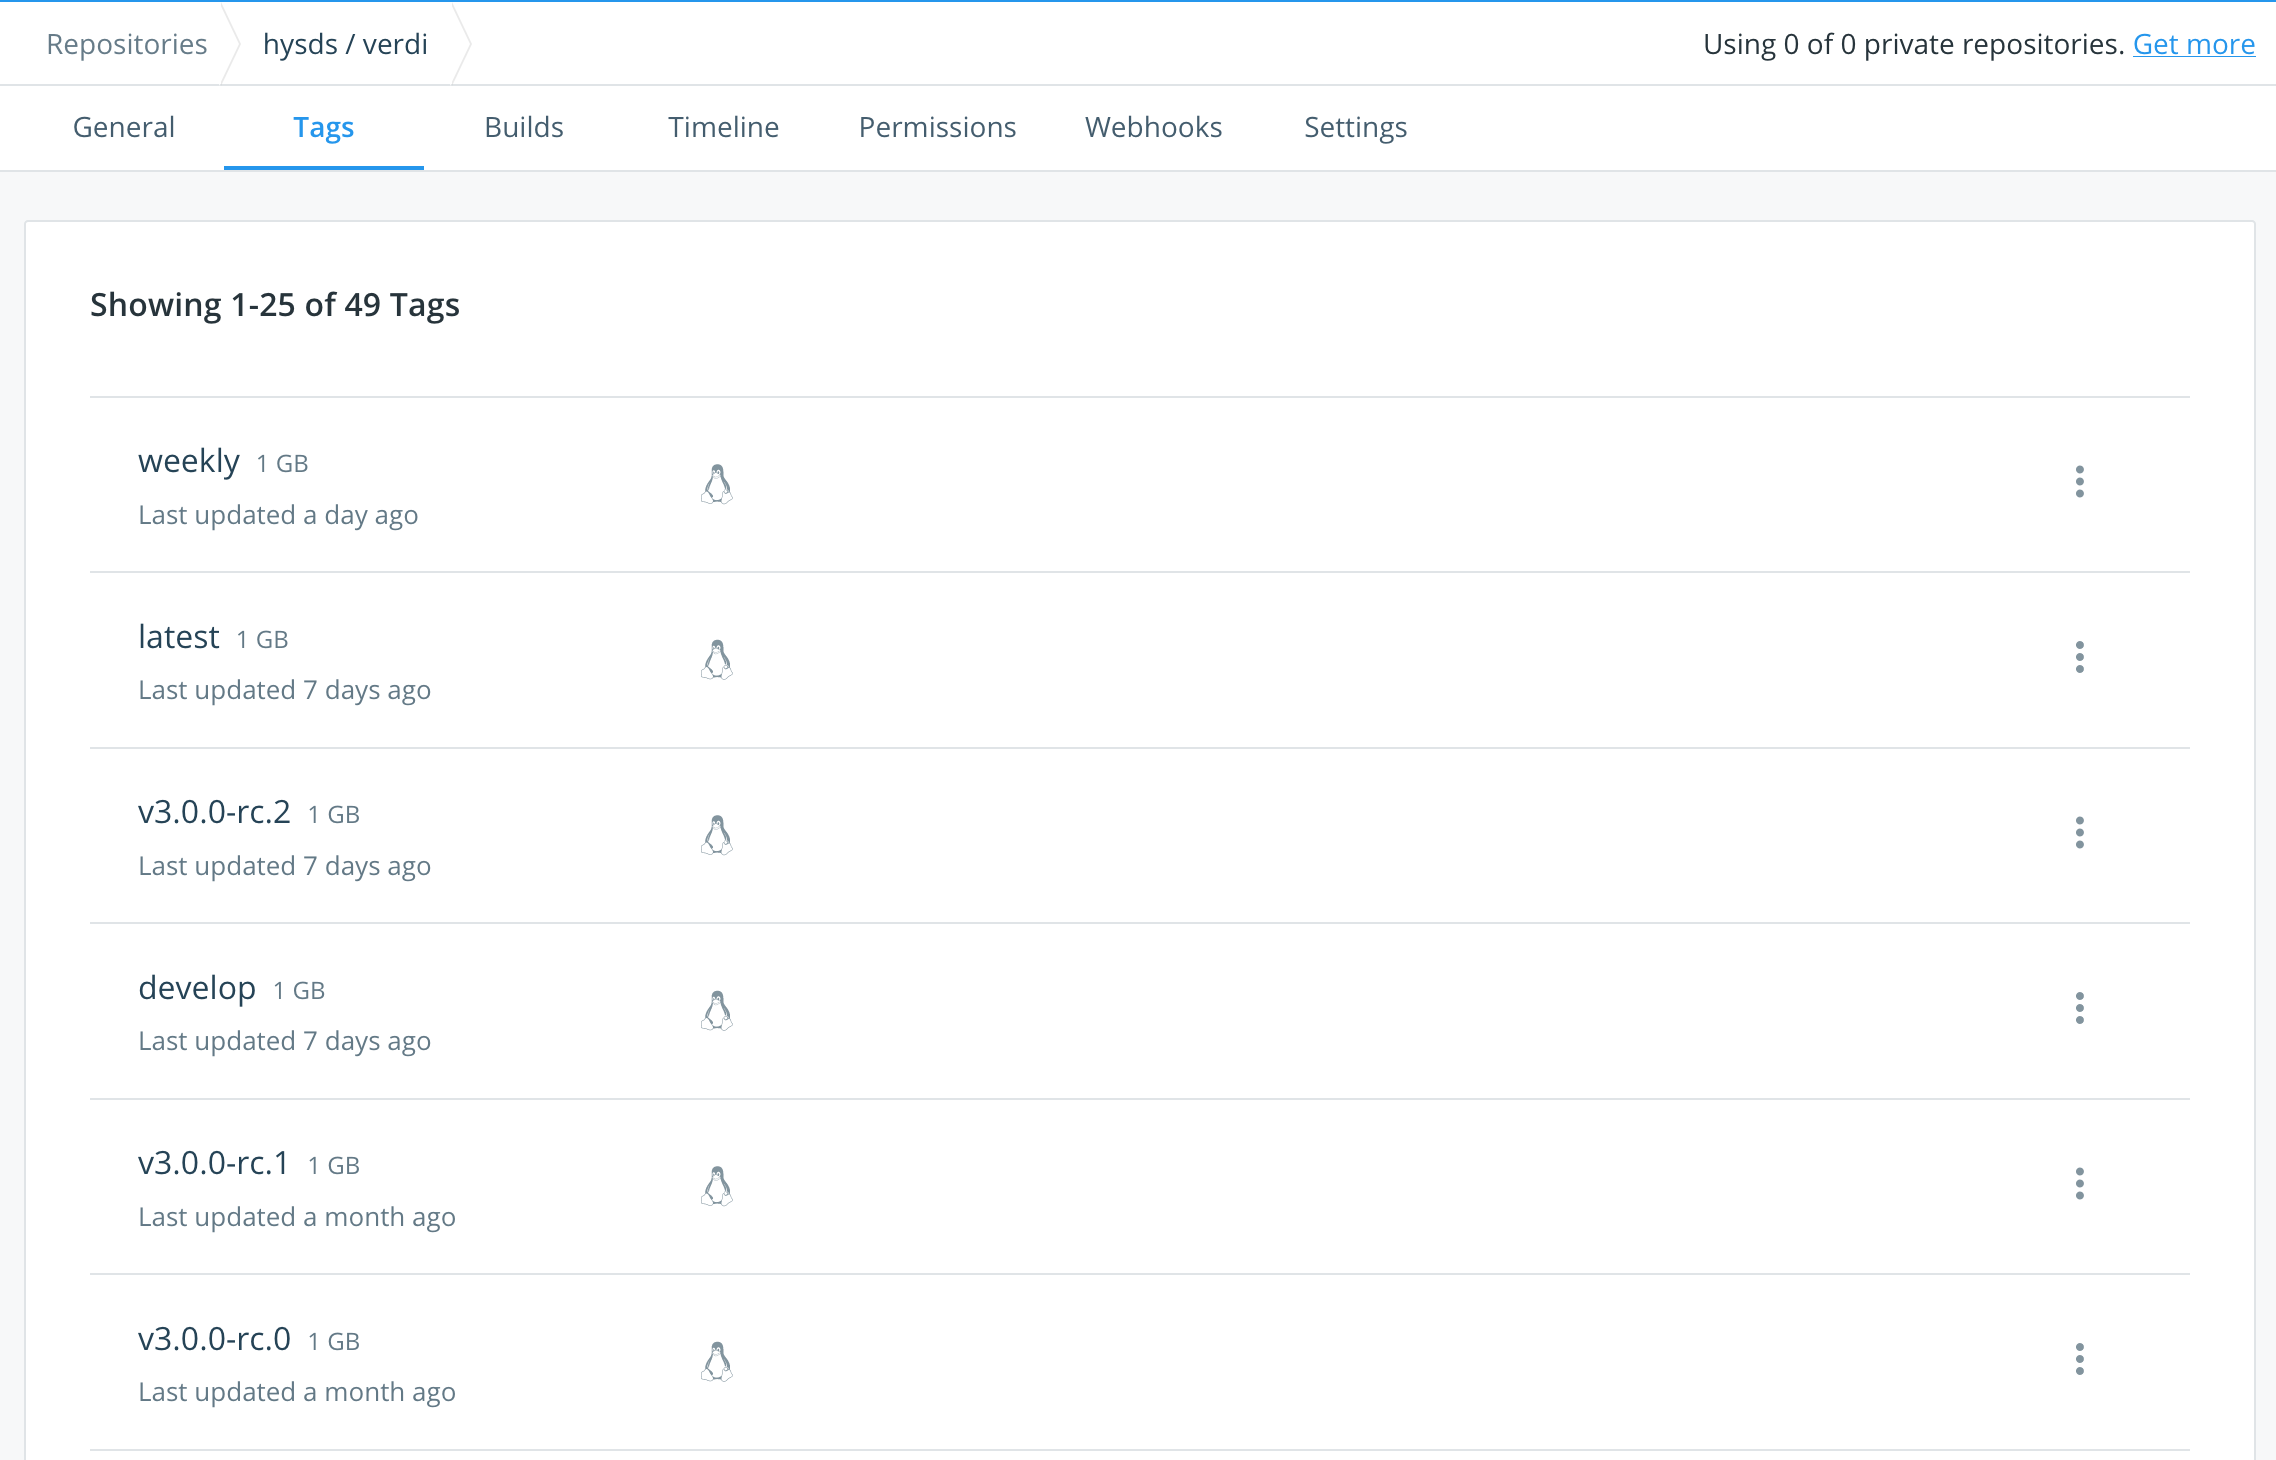 Repositories hysds / verdi Using 0 of 0 private repositories. Get more
General Tags Builds Timeline Permissions Webhooks Settings
Showing 1-25 of 49 Tags
weekly 1 GB
Last updated a day ago
latest 1 GB
Last updated 7 days ago
v3.0.0-rc.2 1 GB
Last updated 7 days ago
develop 1 GB
Last updated 7 days ago
v3.0.0-rc.1 1 GB
Last updated a month ago
v3.0.0-rc.0 1 GB
Last updated a month ago